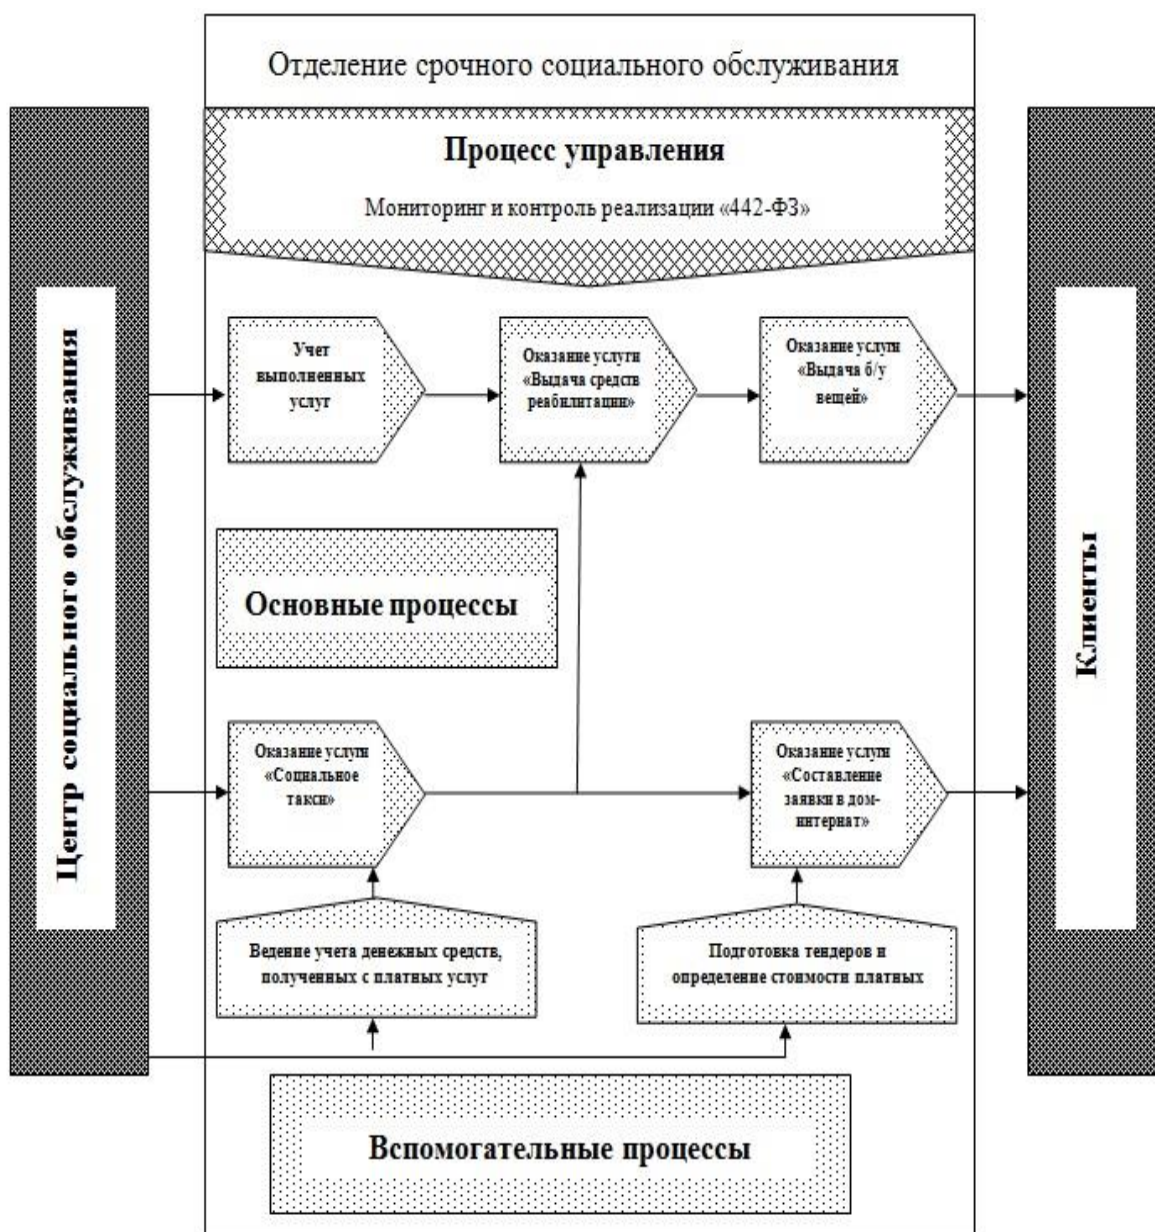 Отделение срочного социального обслуживания
Процесс управления
Мониторинг и контроль реализации «442-ФЗ»
Центр социального обслуживания
Учет
выполненных
услуг
Оказание услуги
«Выдача средств
реабилитации»
Оказание услуги
«Выдача б/у
вещей»
Клиенты
Основные процессы
Оказание услуги
«Социальное
такси»
Оказание услуги
«Составление
заявки в дом-
интернат»
Ведение учета денежных средств,
полученных с платных услуг
Подготовка тендеров и
определение стоимости платных
Вспомогательные процессы